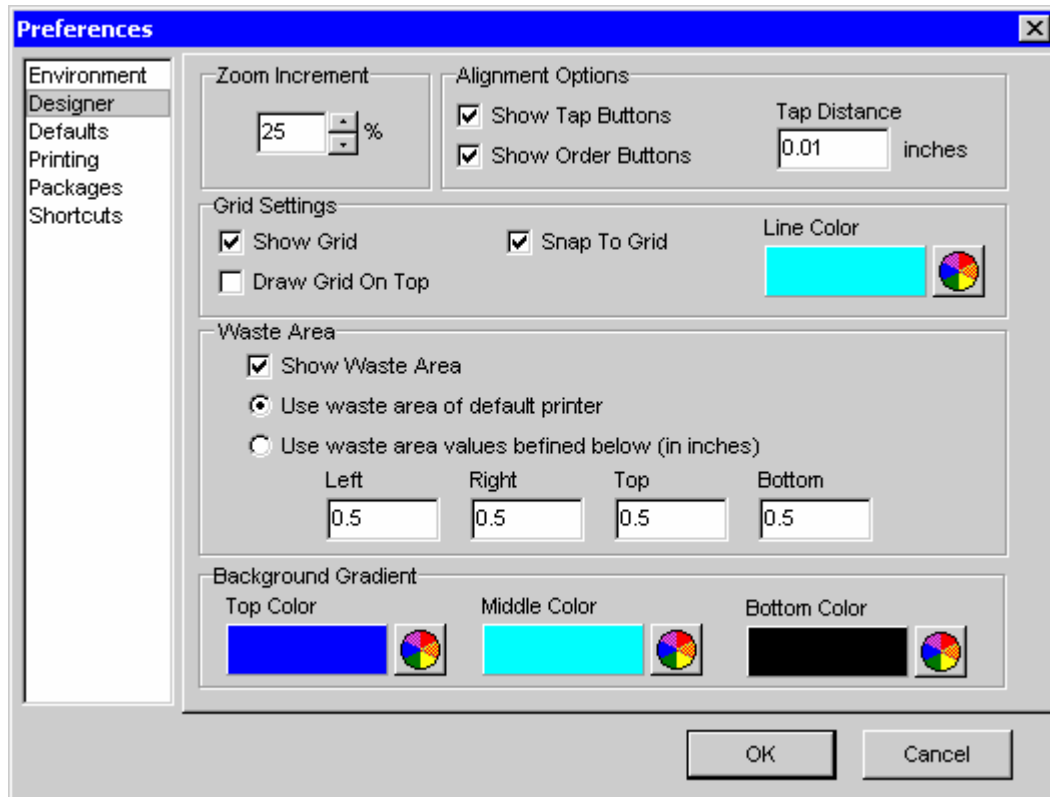 Preferences
Environment
Designer
Defaults
Printing
Packages
Shortcuts
Zoom Increment
25 %
Alignment Options
Show Tap Buttons
Show Order Buttons
Tap Distance
0.01 inches
Grid Settings
Show Grid
Snap To Grid
Draw Grid On Top
Line Color
Waste Area
Show Waste Area
Use waste area of default printer
Use waste area values befined below (in inches)
Left Right Top Bottom
0.5 0.5 0.5 0.5
Background Gradient
Top Color Middle Color Bottom Color
OK Cancel